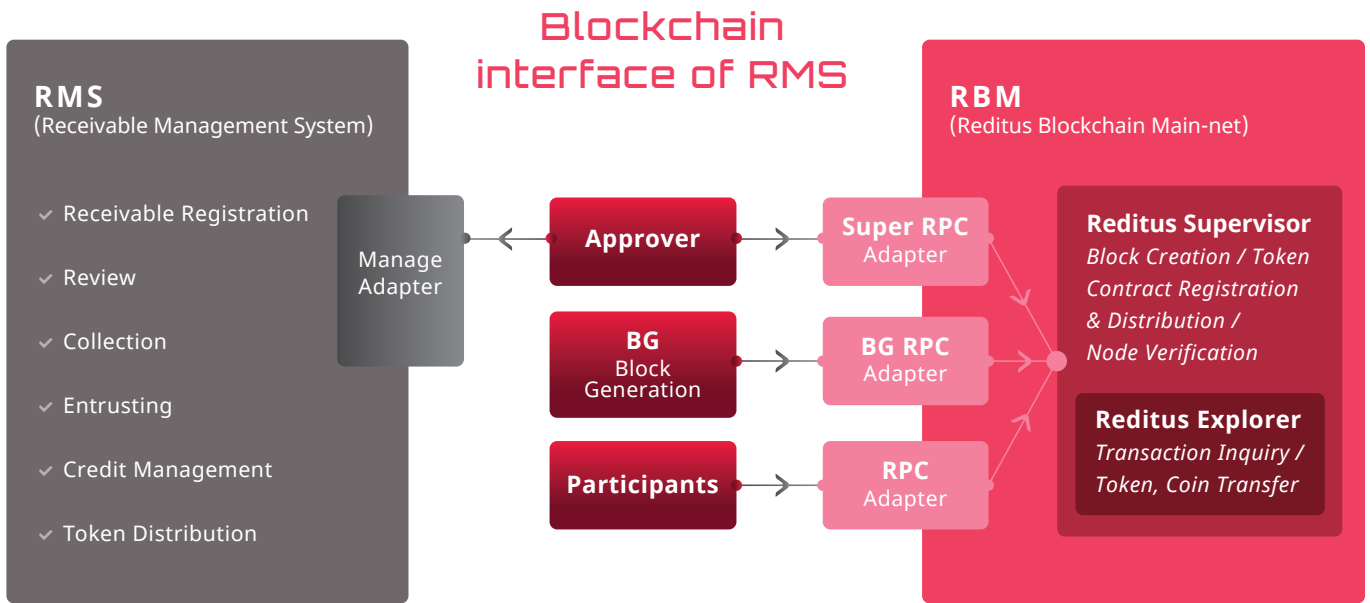 Blockchain
interface of RMS
RMS
(Receivable Management System)
Receivable Registration
Review
Collection
Entrusting
Credit Management
Token Distribution
Manage
Adapter
Approver
BG
Block
Generation
Participants
Super RPC
Adapter
BG RPC
Adapter
RPC
Adapter
RBM
(Reditus Blockchain Main-net)
Reditus Supervisor
Block Creation / Token
Contract Registration
& Distribution /
Node Verification
Reditus Explorer
Transaction Inquiry /
Token, Coin Transfer